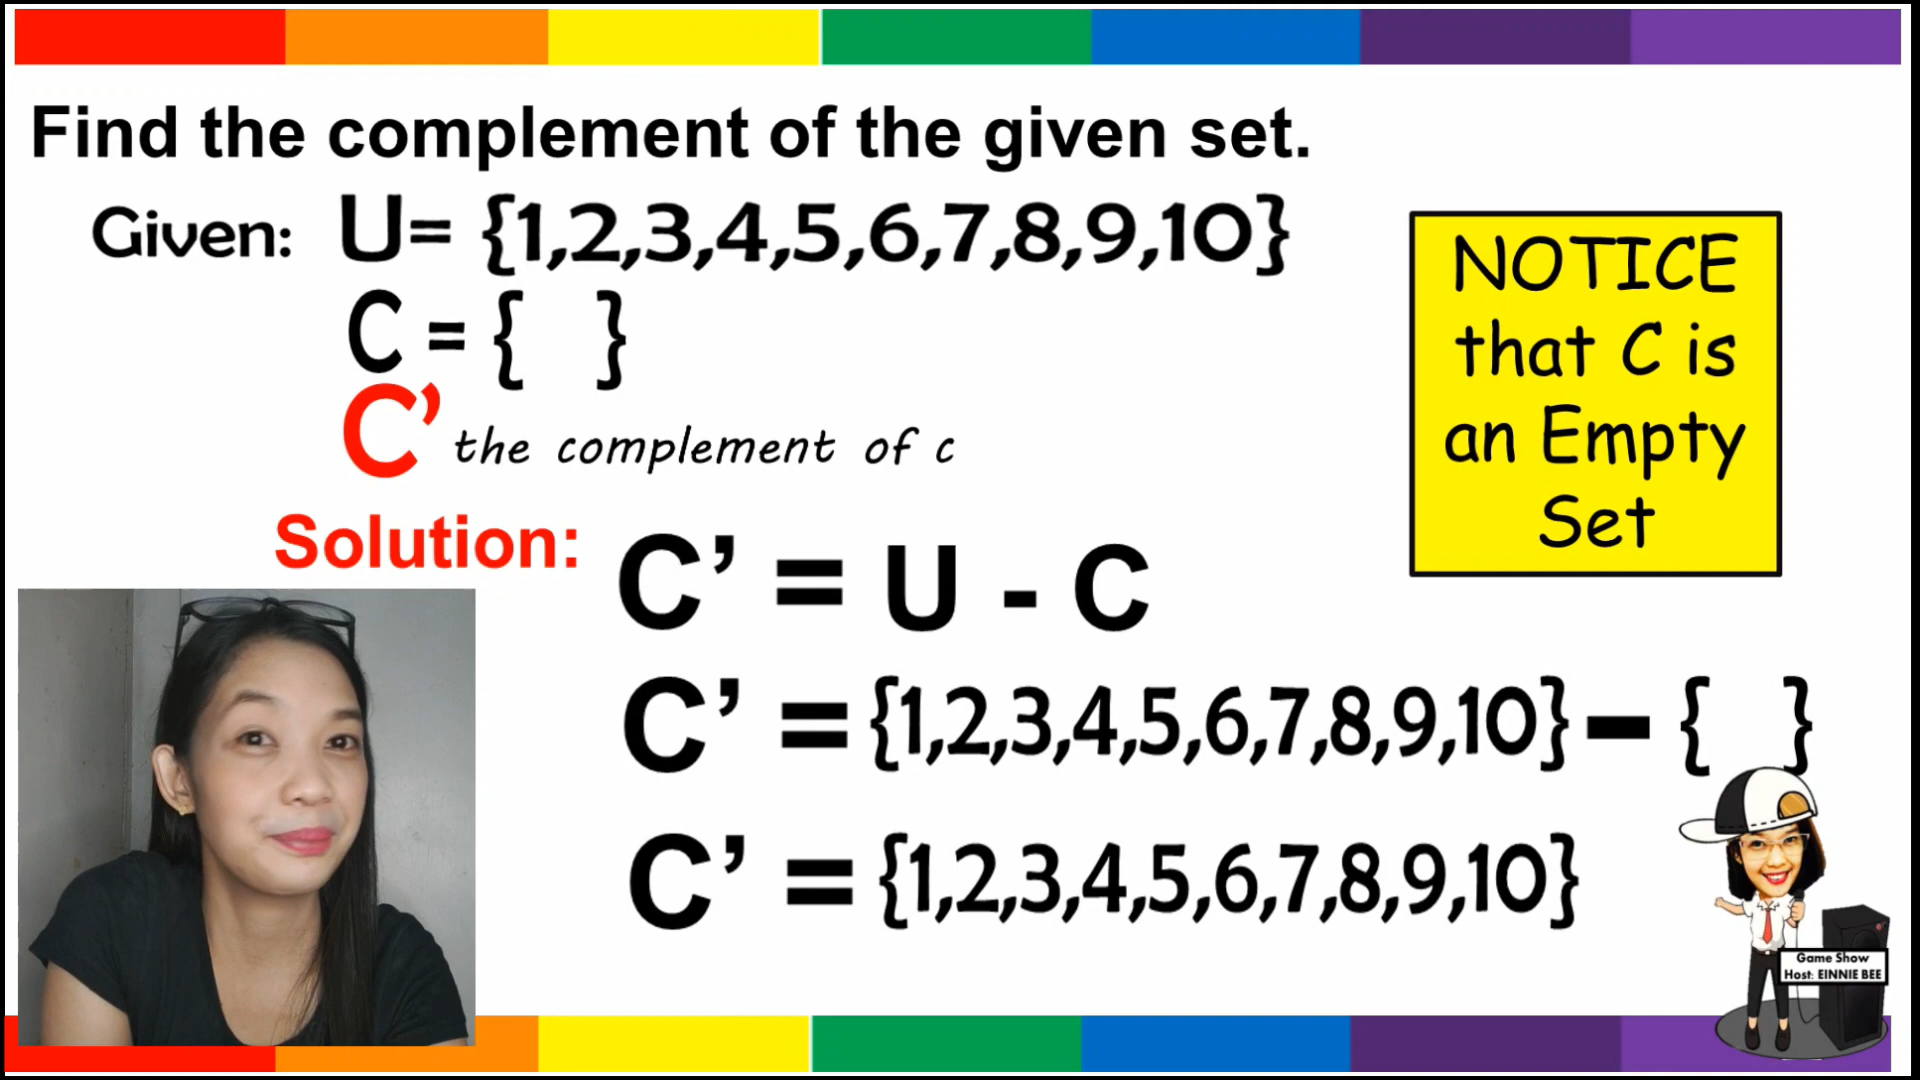 Find the complement of the given set.
Given: U= {1,2,3,4,5,6,7,8,9,10}
C = { }
C’ the complement of c
NOTICE
that C is
an Empty
Set
Solution:
C’ = U - C
C’ = {1,2,3,4,5,6,7,8,9,10} - { }
C’ = {1,2,3,4,5,6,7,8,9,10}
Game Show
Host: EINNIE BEE